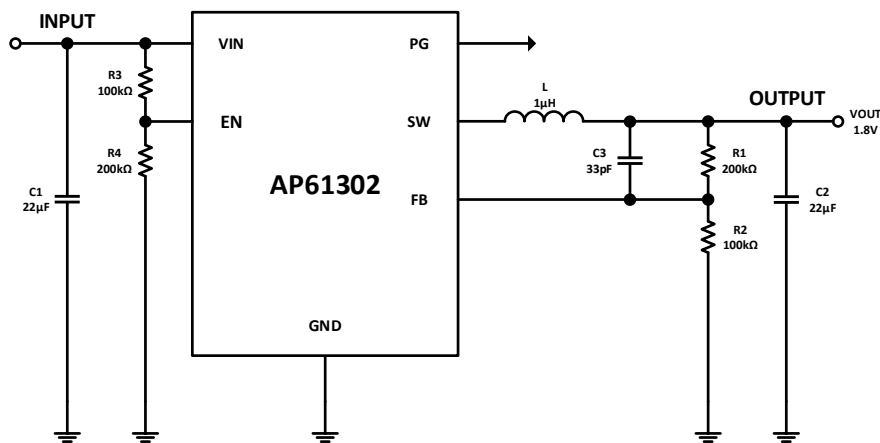 INPUT
VIN
PG
R3
100kΩ
L
1µH
OUTPUT
EN
SW
VOUT
1.8V
R4
200kΩ
C3
33pF
R1
200kΩ
AP61302
C1
22µF
FB
C2
22µF
R2
100kΩ
GND